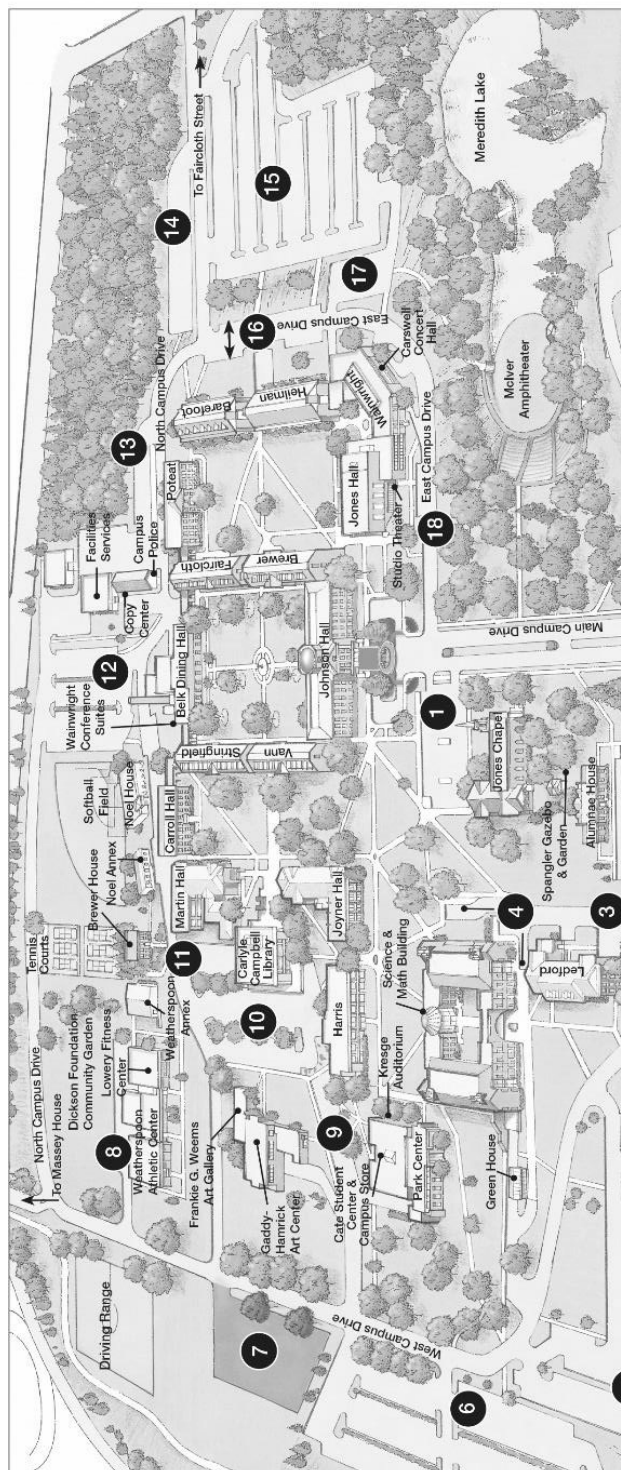 North Campus Drive
Tennis
Courts
To Massey House
Dickson Foundation
Community Garden
Brewer House
Softball
Field
Wainwright
Conference
Suites
12
Facilities
Services
Driving Range
8
Lowery Fitness
Center
Weatherspoon
Athletic Center
Noel Annex
Noel House
Copy
Center
Campus
Police
13
North Campus Drive
14
To Faircloth Street
Weatherspoon
Annex
11
Martin Hall
Carroll Hall
Belk Dining Hall
Poteat
Frankie G. Weems
Art Gallery
Stringfield
Faircloth
Barefoot
7
Gaddy-
Hamrick
Art Center
10
Carlyle
Campbell
Library
Vann
Brewer
Heilman
16
15
Cate Student
Center &
Campus Store
9
Harris
Joyner Hall
Johnson Hall
Jones Hall
Wainwright
East Campus Drive
17
West Campus Drive
Park Center
Kresge
Auditorium
Science &
Math Building
Studio Theater
Carswell
Concert
Hall
1
18
East Campus Drive
6
Green House
4
Jones Chapel
Main Campus Drive
McIver
Amphitheater
Meredith Lake
Ledford
3
Spangler Gazebo
& Garden
Alumnae House